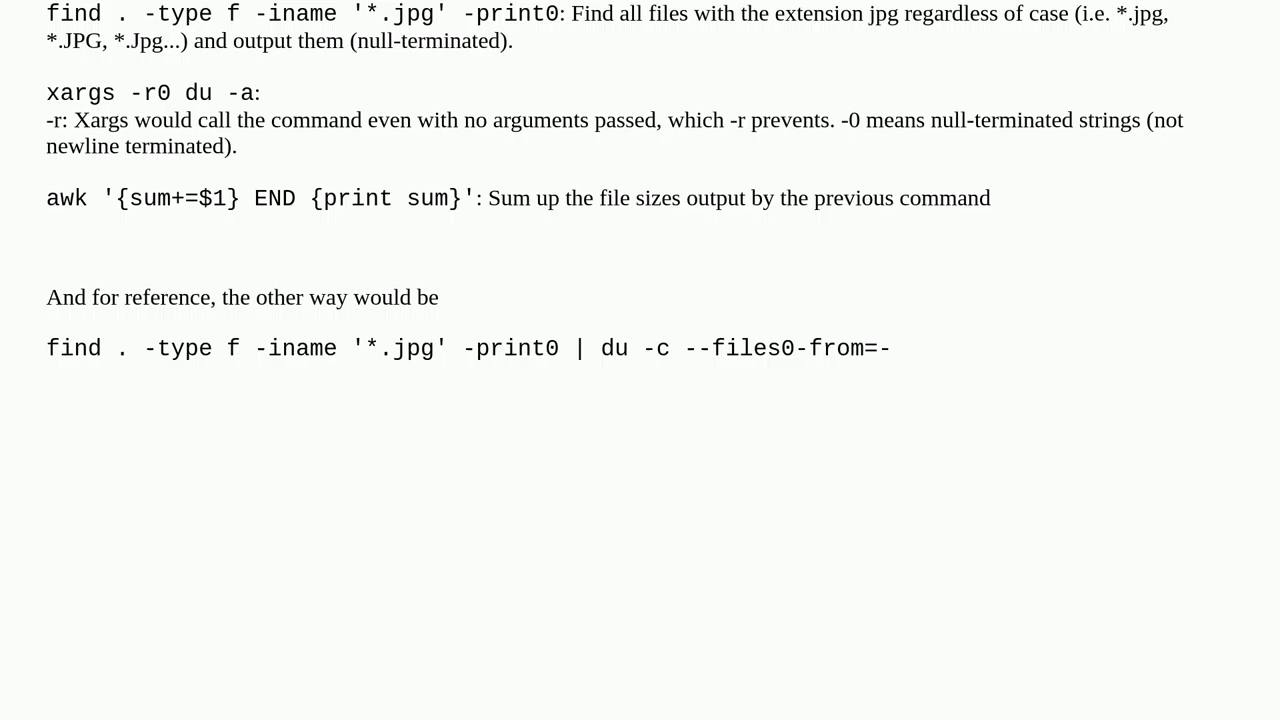 find . -type f -iname '*.jpg' -print0: Find all files with the extension jpg regardless of case (i.e. *.jpg,
*.JPG, *.Jpg...) and output them (null-terminated).
xargs -r0 du -a:
-r: Xargs would call the command even with no arguments passed, which -r prevents. -0 means null-terminated strings (not
newline terminated).
awk '{sum+=$1} END {print sum}': Sum up the file sizes output by the previous command
And for reference, the other way would be
find . -type f -iname '*.jpg' -print0 | du -c --files0-from=-